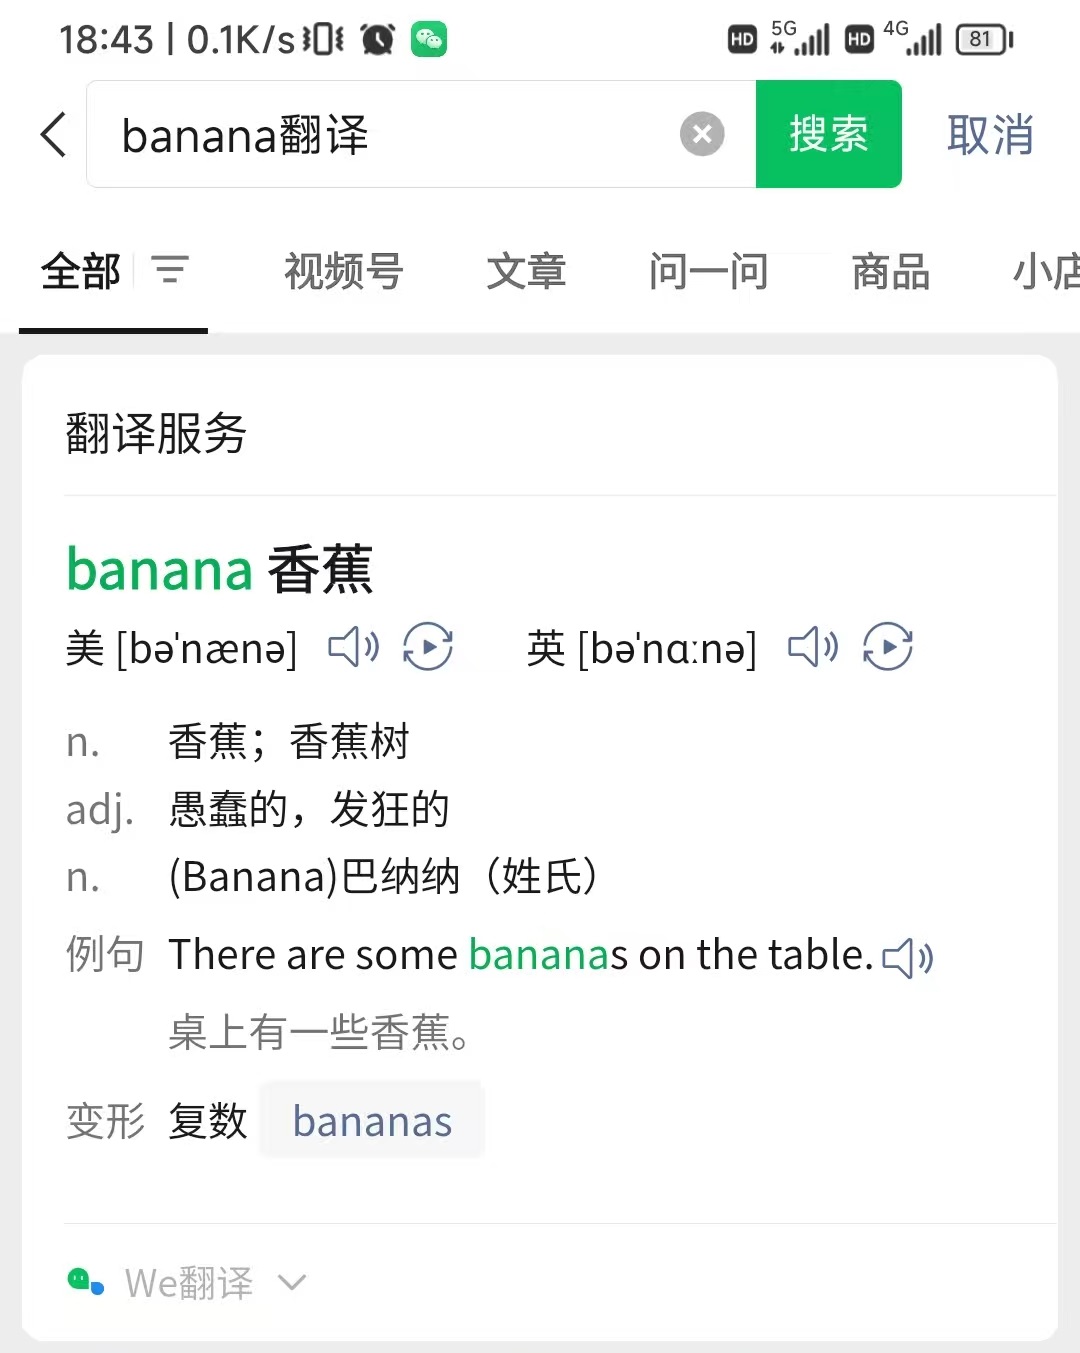 18:43 | 0.1K/s HD 5G HD 4G 81
banana翻译 搜索 取消
全部 视频号 文章 问一问 商品 小店
翻译服务
banana 香蕉
美 [bə'nænə] 英 [bə'nɑːnə]
n. 香蕉；香蕉树
adj. 愚蠢的，发狂的
n. (Banana)巴纳纳（姓氏）
例句 There are some bananas on the table.
桌上有一些香蕉。
变形 复数 bananas
We翻译